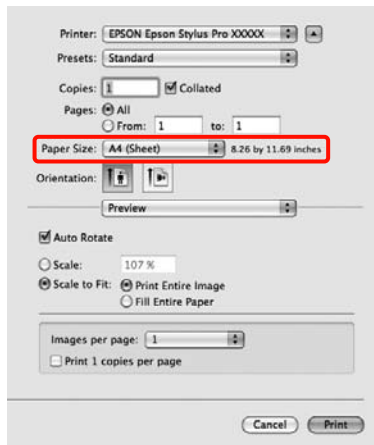 Printer: EPSON Epson Stylus Pro XXXXX
Presets: Standard
Copies: 1 Collated
Pages: All
From: 1 to: 1
Paper Size: A4 (Sheet) 8.26 by 11.69 inches
Orientation:
Preview
Auto Rotate
Scale: 107 %
Scale to Fit: Print Entire Image
Fill Entire Paper
Images per page: 1
Print 1 copies per page
Cancel Print